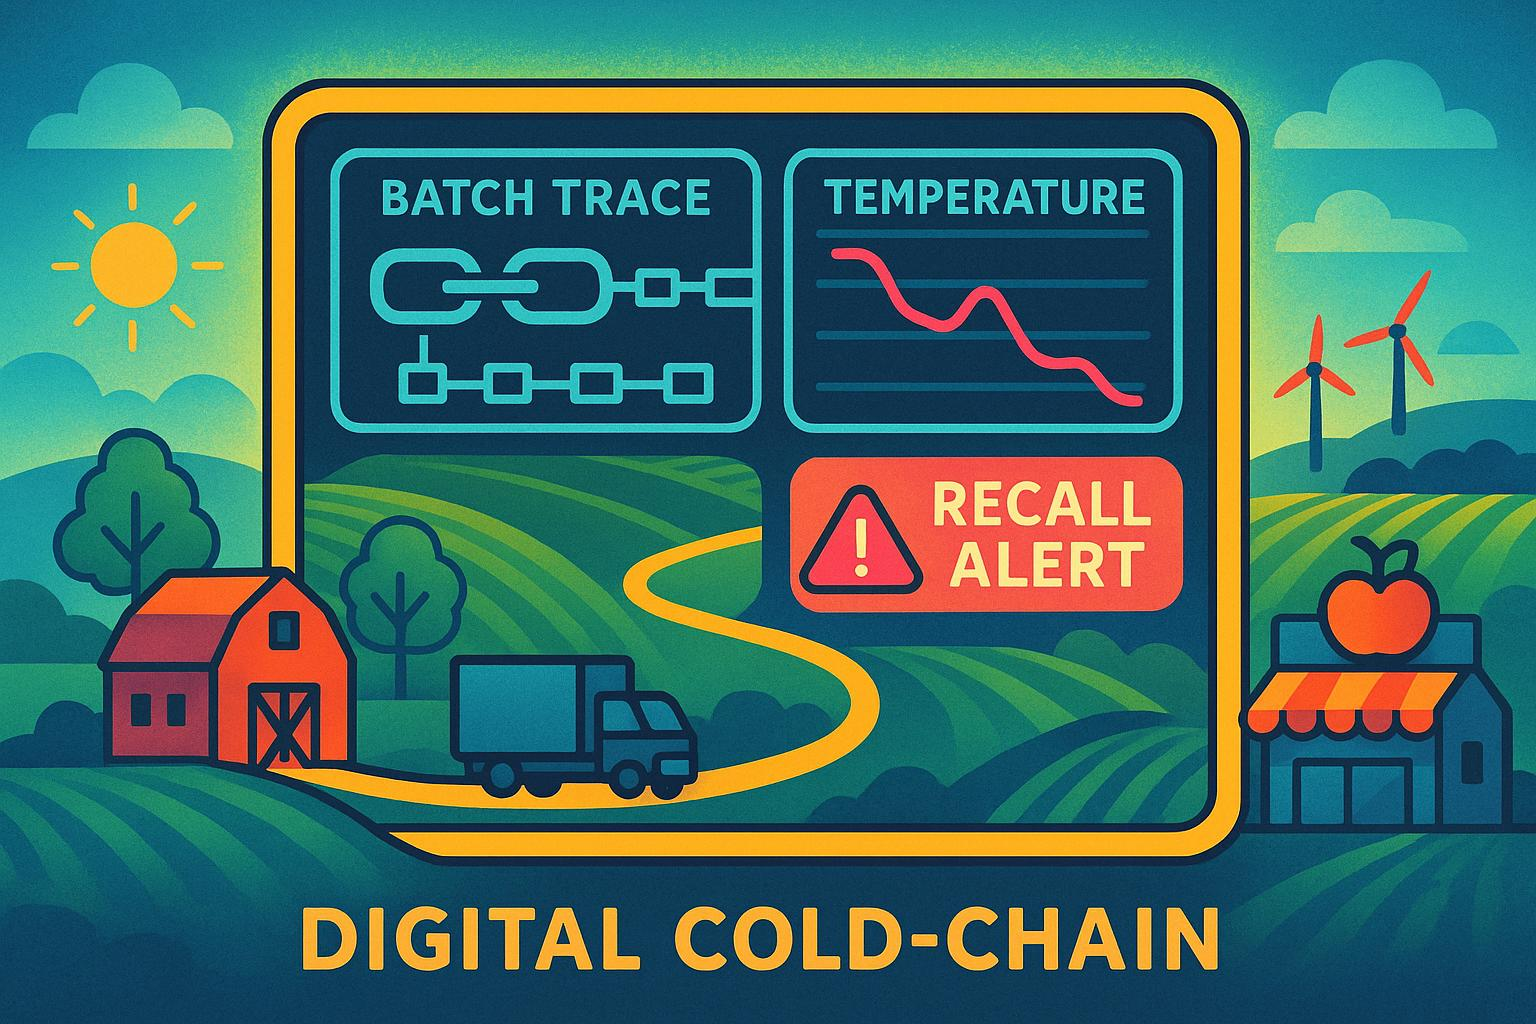 BATCH TRACE
TEMPERATURE
RECALL
ALERT
DIGITAL COLD-CHAIN